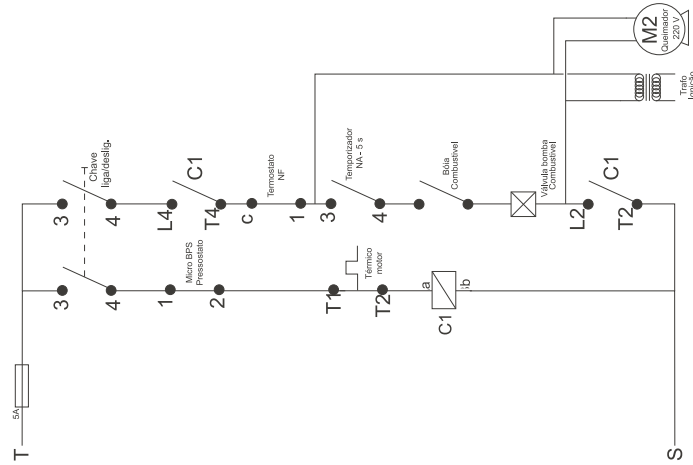 T
5A
3
4
Chave
liga/deslig.
3
4
1
2
Micro BPS
Pressostato
T1
T2
Térmico
motor
a
b
C1
L4
T4
C1
c
1
Termostato
NF
3
4
Temporizador
NA - 5 s
Bóia
Combustível
Válvula bomba
Combustível
L2
T2
C1
M2
Queimador
220 V
Trafo
Ignição
S